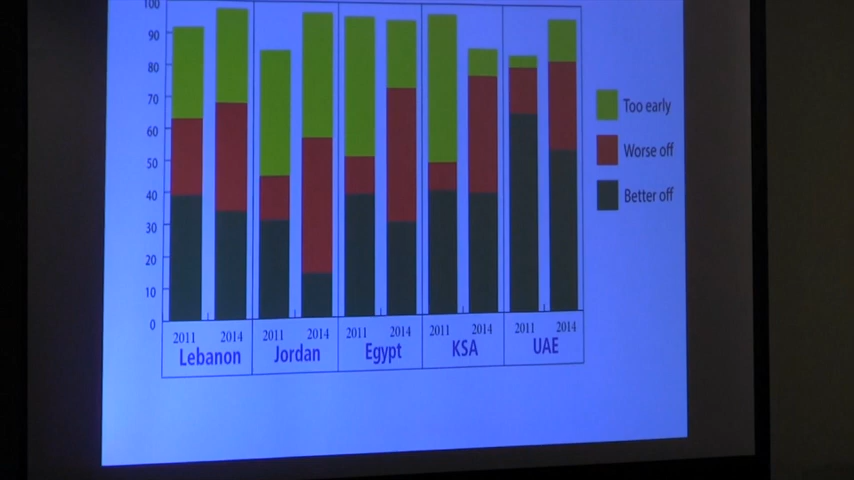 100
90
80
70
60
50
40
30
20
10
0
Too early
Worse off
Better off
2011 2014 2011 2014 2011 2014 2011 2014 2011 2014
Lebanon Jordan Egypt KSA UAE